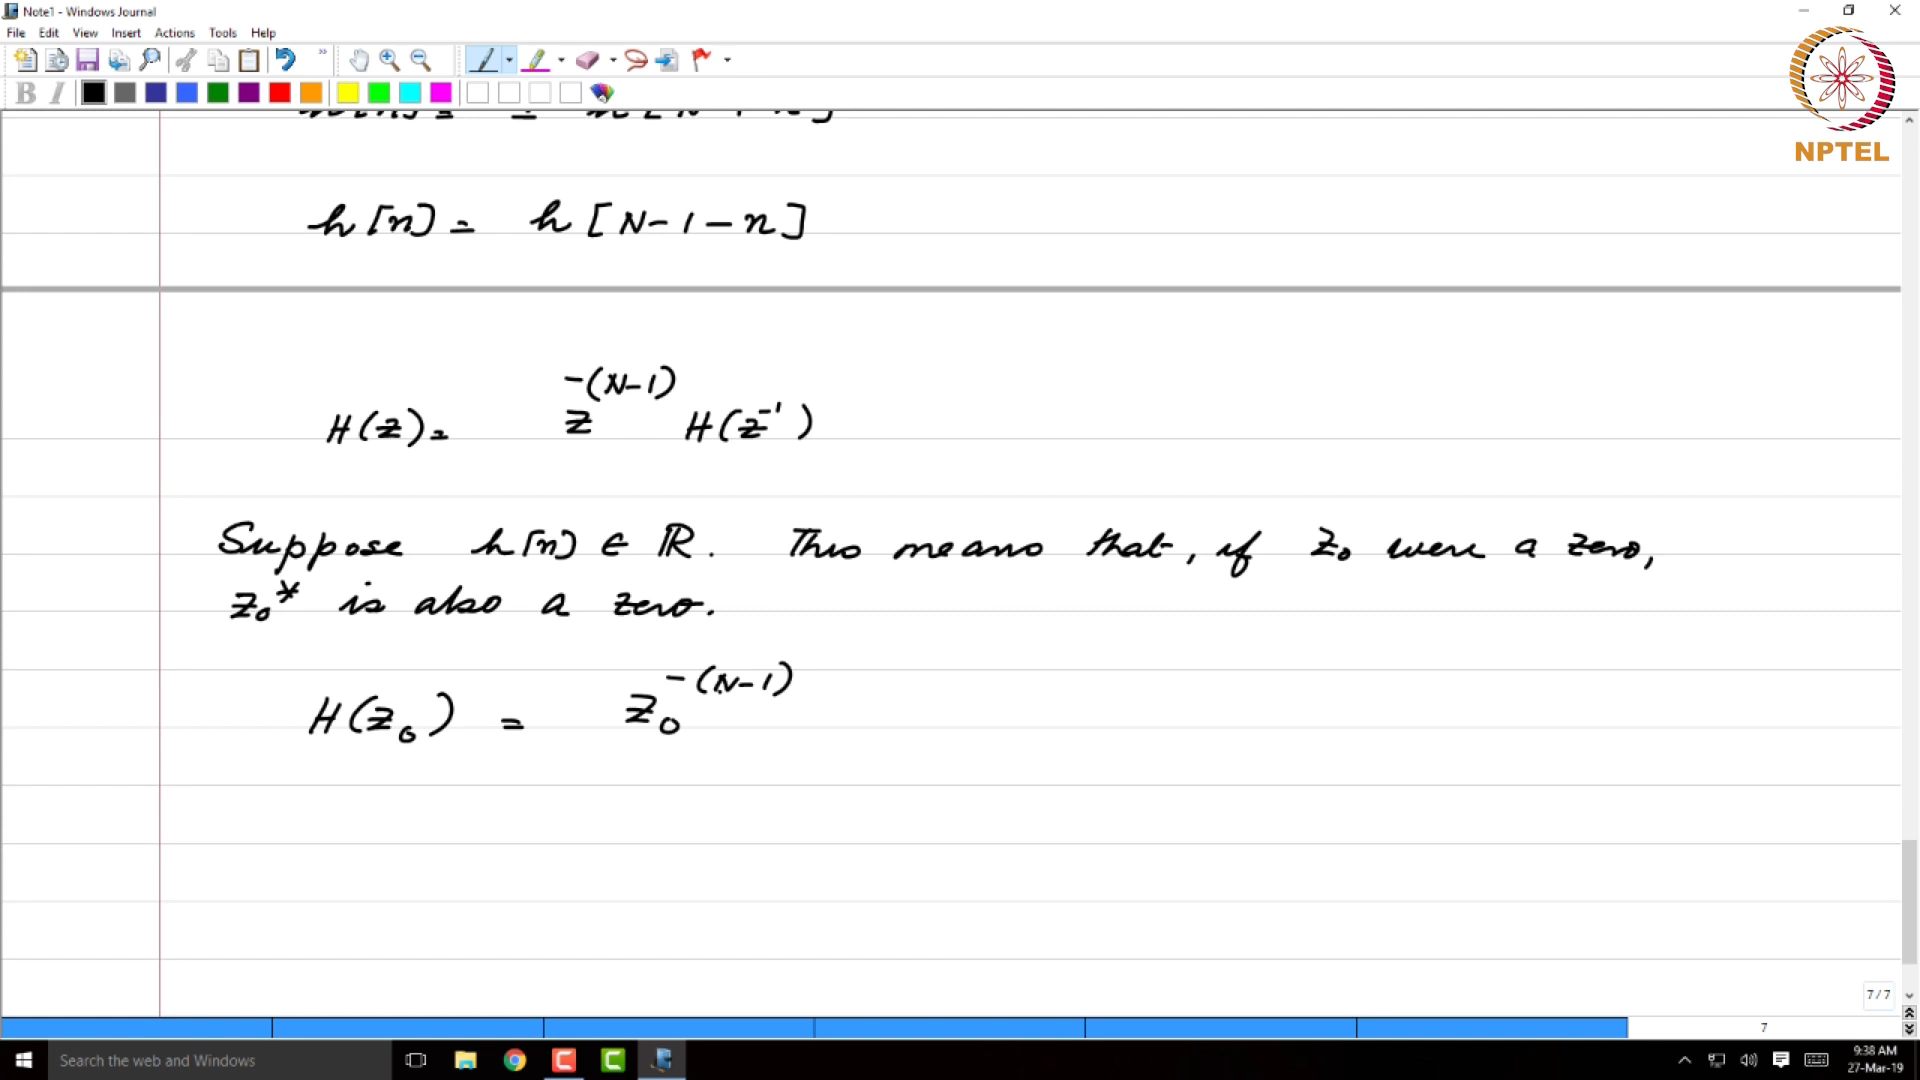 Note1 - Windows Journal
File Edit View Insert Actions Tools Help
B I
NPTEL
h[n] = h[N-1-n]
H(z) = z^{-(N-1)} H(z^{-1})
Suppose h[n] ∈ ℝ. This means that, if z₀ were a zero,
z₀* is also a zero.
H(z₀) = z₀^{-(N-1)}
7 / 7
7
Search the web and Windows
9:38 AM
27-Mar-19